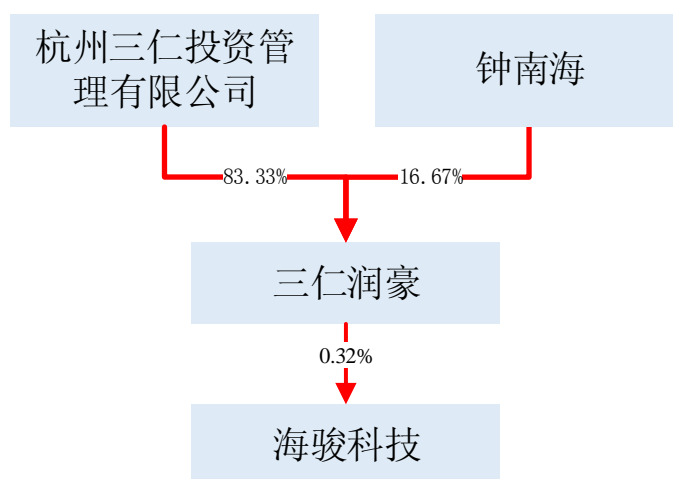 杭州三仁投资管
理有限公司
钟南海
83.33%
16.67%
三仁润豪
0.32%
海骏科技